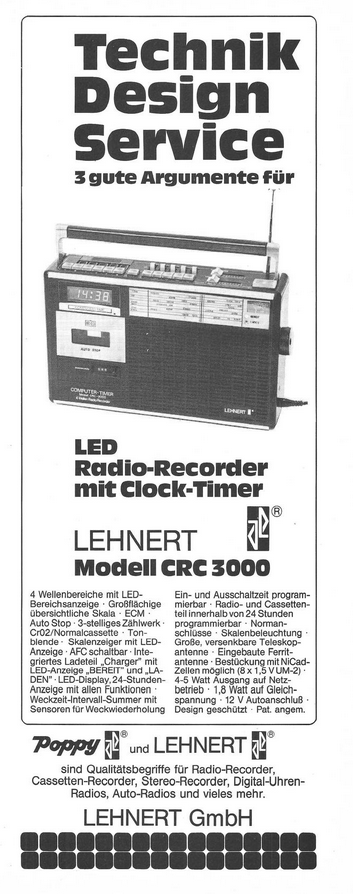 Technik
Design
Service
3 gute Argumente für
14:38
AUTO STOP
COMPUTER-TIMER
LEHNERT
LED
Radio-Recorder
mit Clock-Timer
LEHNERT ®
Modell CRC 3000
4 Wellenbereiche mit LED-
Bereichsanzeige · Großflächige
übersichtliche Skala · ECM ·
Auto Stop · 3-stelliges Zählwerk ·
Cr02/Normalcassette · Ton-
blende · Skalenzeiger mit LED-
Anzeige · AFC schaltbar · Inte-
griertes Ladeteil „Charger" mit
LED-Anzeige „BEREIT" und „LA-
DEN" · LED-Display, 24-Stunden-
Anzeige mit allen Funktionen ·
Weckzeit-Intervall-Summer mit
Sensoren für Weckwiederholung
Ein- und Ausschaltzeit program-
mierbar · Radio- und Cassetten-
teil innerhalb von 24 Stunden
programmierbar · Norman-
schlüsse · Skalenbeleuchtung ·
Große, versenkbare Teleskop-
antenne · Eingebaute Ferrit-
antenne · Bestückung mit NiCad-
Zellen möglich (8 x 1,5 V UM-2) ·
4-5 Watt Ausgang auf Netz-
betrieb · 1,8 Watt auf Gleich-
spannung · 12 V Autoanschluß ·
Design geschützt · Pat. angem.
Poppy ® und LEHNERT ®
sind Qualitätsbegriffe für Radio-Recorder,
Cassetten-Recorder, Stereo-Recorder, Digital-Uhren-
Radios, Auto-Radios und vieles mehr.
LEHNERT GmbH